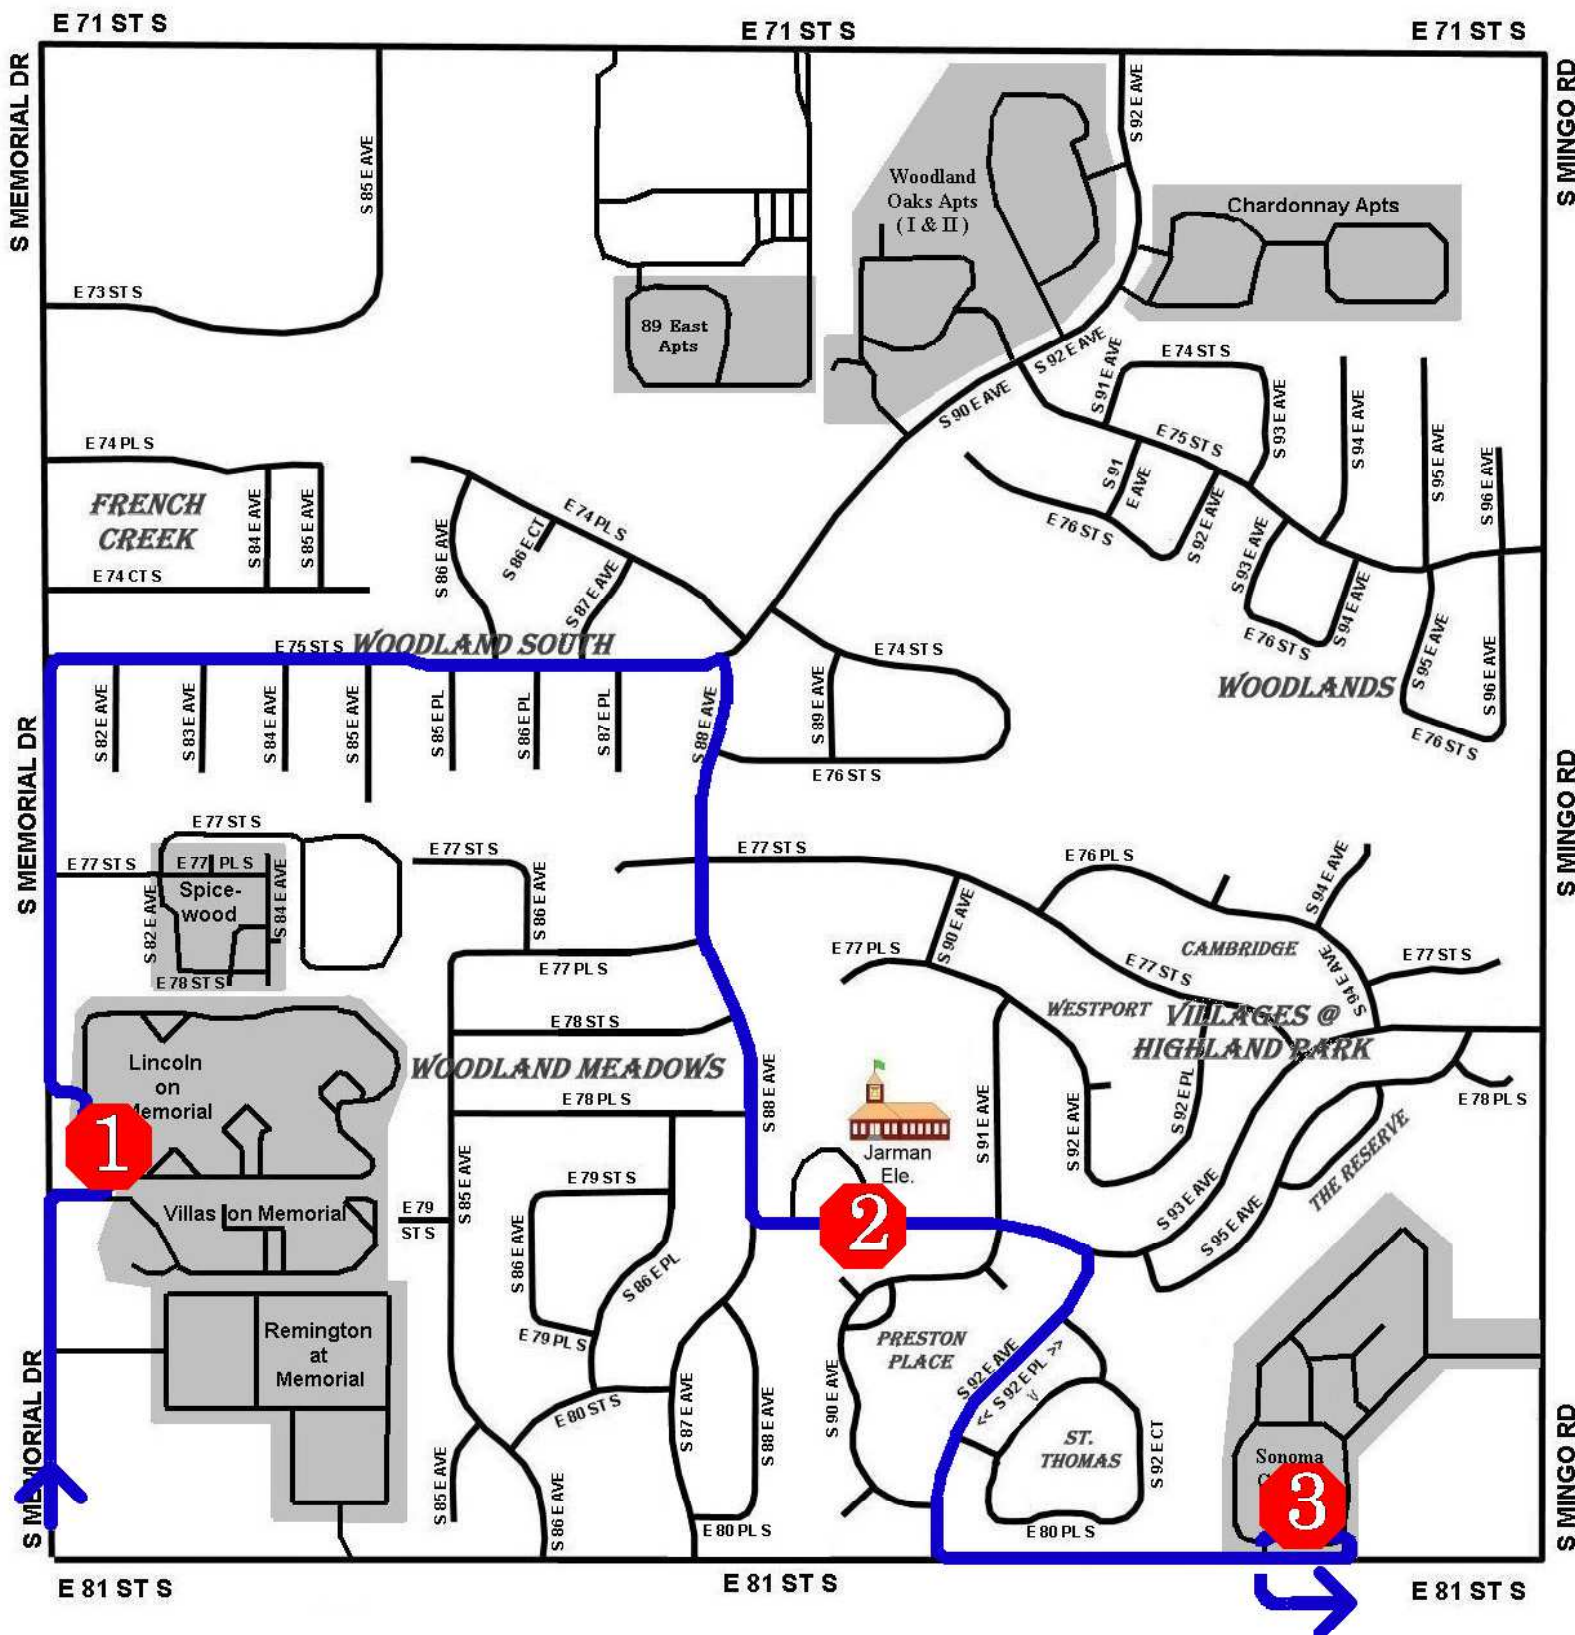 E 71 ST S
E 71 ST S
E 71 ST S
S MEMORIAL DR
S MINGO RD
S 92 E AVE
S 85 E AVE
Woodland
Oaks Apts
( I & II )
Chardonnay Apts
E 73 ST S
89 East
Apts
S 92 E AVE
S 91 E AVE
E 74 ST S
S 90 E AVE
S 93 E AVE
S 94 E AVE
S 95 E AVE
S 96 E AVE
E 75 ST S
E 74 PL S
FRENCH
CREEK
S 84 E AVE
S 85 E AVE
E 74 CT S
S 86 E AVE
S 86 E CT
E 74 PL S
S 87 E AVE
S 91
E AVE
E 76 ST S
S 92 E AVE
S 93 E AVE
S 94 E AVE
E 76 ST S
S 95 E AVE
S 96 E AVE
E 76 ST S
WOODLANDS
E 75 ST S
WOODLAND SOUTH
E 74 ST S
S 89 E AVE
E 76 ST S
S MEMORIAL DR
S 82 E AVE
S 83 E AVE
S 84 E AVE
S 85 E AVE
S 85 E PL
S 86 E PL
S 87 E PL
S 88 E AVE
S MINGO RD
E 77 ST S
E 77 ST S
E 77 PL S
Spice-
wood
S 82 E AVE
S 84 E AVE
E 78 ST S
E 77 ST S
S 86 E AVE
E 77 PL S
E 77 ST S
E 76 PL S
S 94 E AVE
S 90 E AVE
E 77 PL S
CAMBRIDGE
E 77 ST S
S 94 E AVE
E 77 ST S
WESTPORT
VILLAGES @
HIGHLAND PARK
E 78 ST S
WOODLAND MEADOWS
Lincoln
on
Memorial
1
E 78 PL S
S 88 E AVE
Jarman
Ele.
S 91 E AVE
S 92 E AVE
S 92 E PL
E 78 PL S
THE RESERVE
S 93 E AVE
S 95 E AVE
Villas on Memorial
E 79
ST S
S 85 E AVE
E 79 ST S
S 86 E AVE
S 86 E PL
E 79 PL S
2
Remington
at
Memorial
PRESTON
PLACE
S 92 E AVE
<< S 92 E PL >>
V
S MEMORIAL DR
E 80 ST S
S 87 E AVE
S 88 E AVE
S 90 E AVE
ST.
THOMAS
S 92 E CT
Sonoma
3
S MINGO RD
S 85 E AVE
S 86 E AVE
E 80 PL S
E 80 PL S
E 81 ST S
E 81 ST S
E 81 ST S